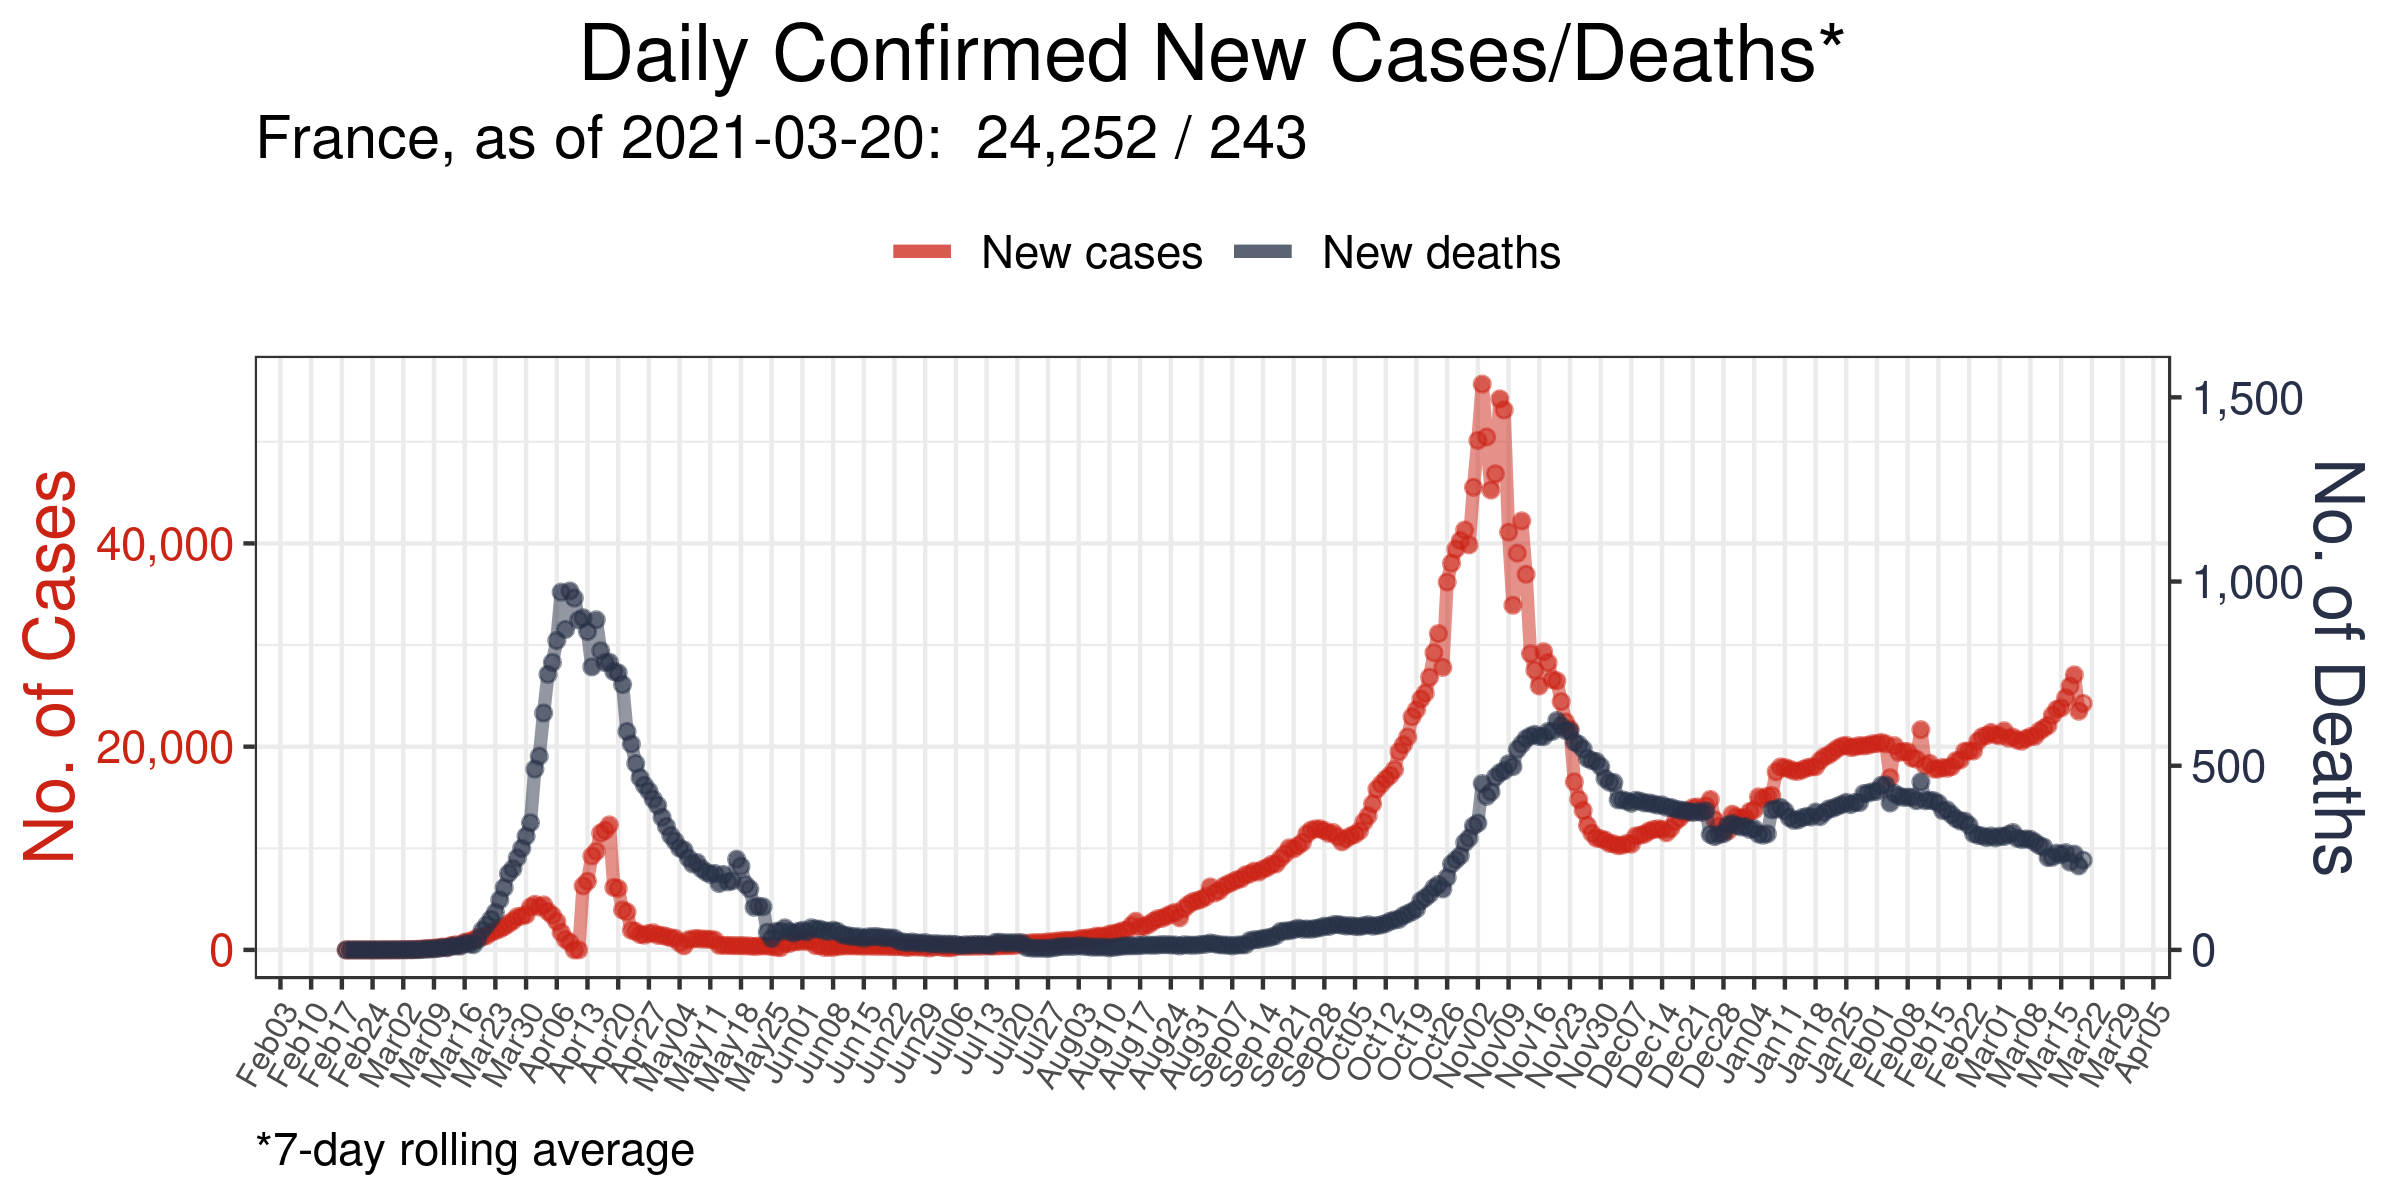 Daily Confirmed New Cases/Deaths*
France, as of 2021-03-20:  24,252 / 243
New cases
New deaths
No. of Cases
40,000
20,000
0
1,500
1,000
500
0
No. of Deaths
Feb03
Feb10
Feb17
Feb24
Mar02
Mar09
Mar16
Mar23
Mar30
Apr06
Apr13
Apr20
Apr27
May04
May11
May18
May25
Jun01
Jun08
Jun15
Jun22
Jun29
Jul06
Jul13
Jul20
Jul27
Aug03
Aug10
Aug17
Aug24
Aug31
Sep07
Sep14
Sep21
Sep28
Oct05
Oct12
Oct19
Oct26
Nov02
Nov09
Nov16
Nov23
Nov30
Dec07
Dec14
Dec21
Dec28
Jan04
Jan11
Jan18
Jan25
Feb01
Feb08
Feb15
Feb22
Mar01
Mar08
Mar15
Mar22
Mar29
Apr05
*7-day rolling average